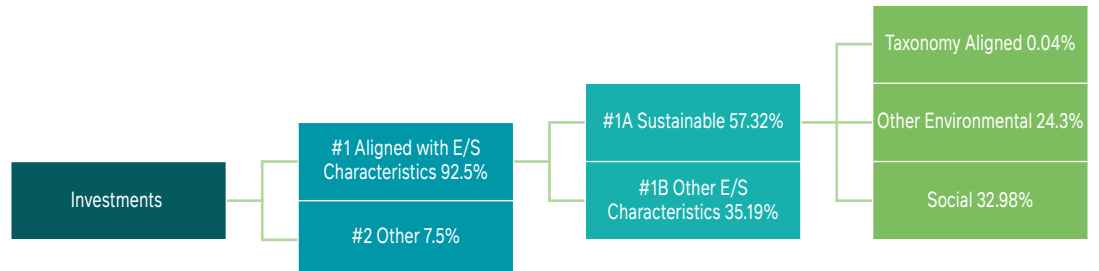 Investments
#1 Aligned with E/S
Characteristics 92.5%
#2 Other 7.5%
#1A Sustainable 57.32%
#1B Other E/S
Characteristics 35.19%
Taxonomy Aligned 0.04%
Other Environmental 24.3%
Social 32.98%